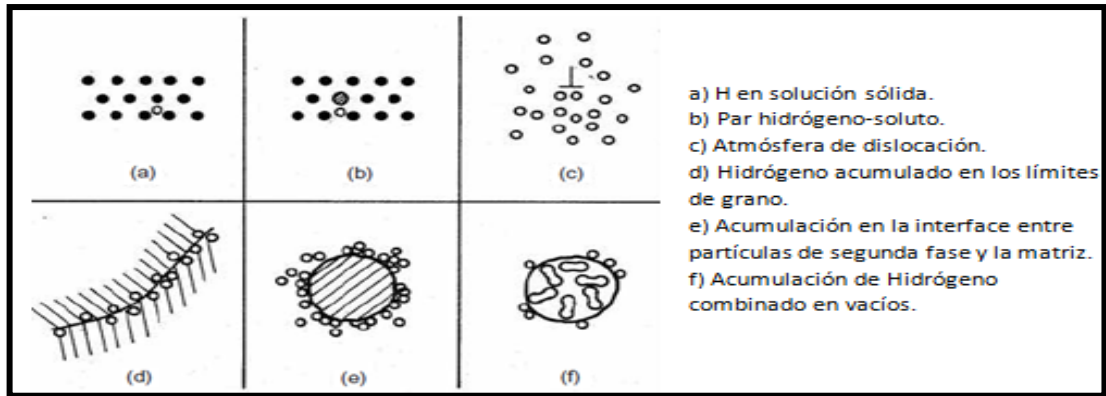 (a)
(b)
(c)
(d)
(e)
(f)
a) H en solución sólida.
b) Par hidrógeno-soluto.
c) Atmósfera de dislocación.
d) Hidrógeno acumulado en los límites
de grano.
e) Acumulación en la interface entre
partículas de segunda fase y la matriz.
f) Acumulación de Hidrógeno
combinado en vacíos.